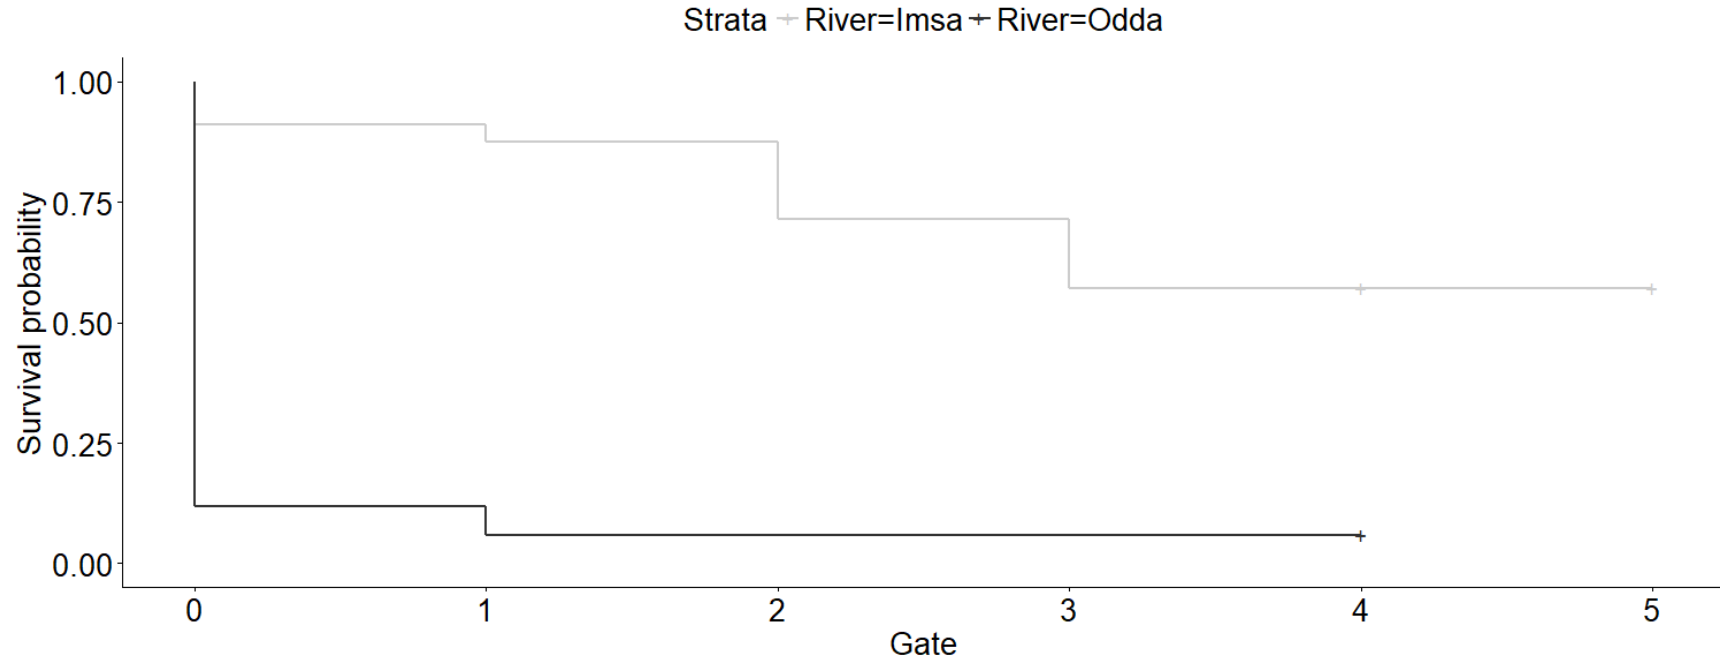 Strata River=Imsa River=Odda
1.00
0.75
0.50
0.25
0.00
Survival probability
0 1 2 3 4 5
Gate